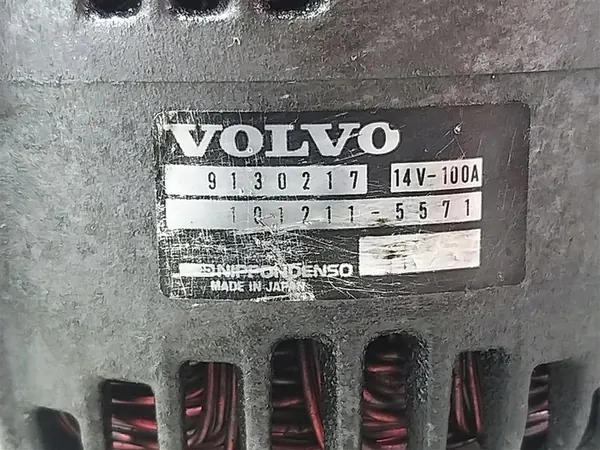 VOLVO
9130217 14V-100A
101211-5571
NIPPONDENSO
MADE IN JAPAN